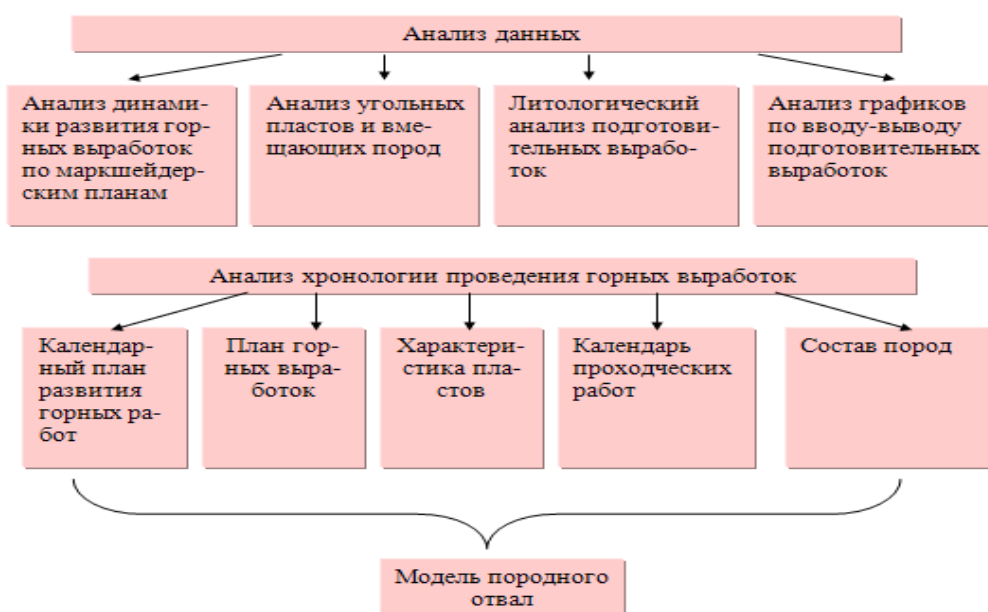 Анализ данных
Анализ динами-
ки развития гор-
ных выработок
по маркшейдер-
ским планам
Анализ угольных
пластов и вме-
щающих пород
Литологический
анализ подготови-
тельных вырабо-
ток
Анализ графиков
по вводу-выводу
подготовительных
выработок
Анализ хронологии проведения горных выработок
Календар-
ный план
развития
горных ра-
бот
План гор-
ных выра-
боток
Характери-
стика пла-
стов
Календарь
проходческих
работ
Состав пород
Модель породного
отвал